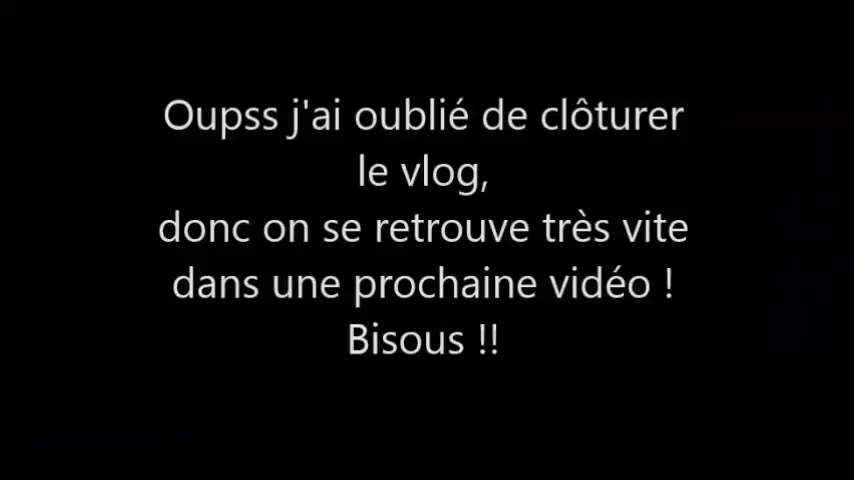 Oupss j'ai oublié de clôturer
le vlog,
donc on se retrouve très vite
dans une prochaine vidéo !
Bisous !!